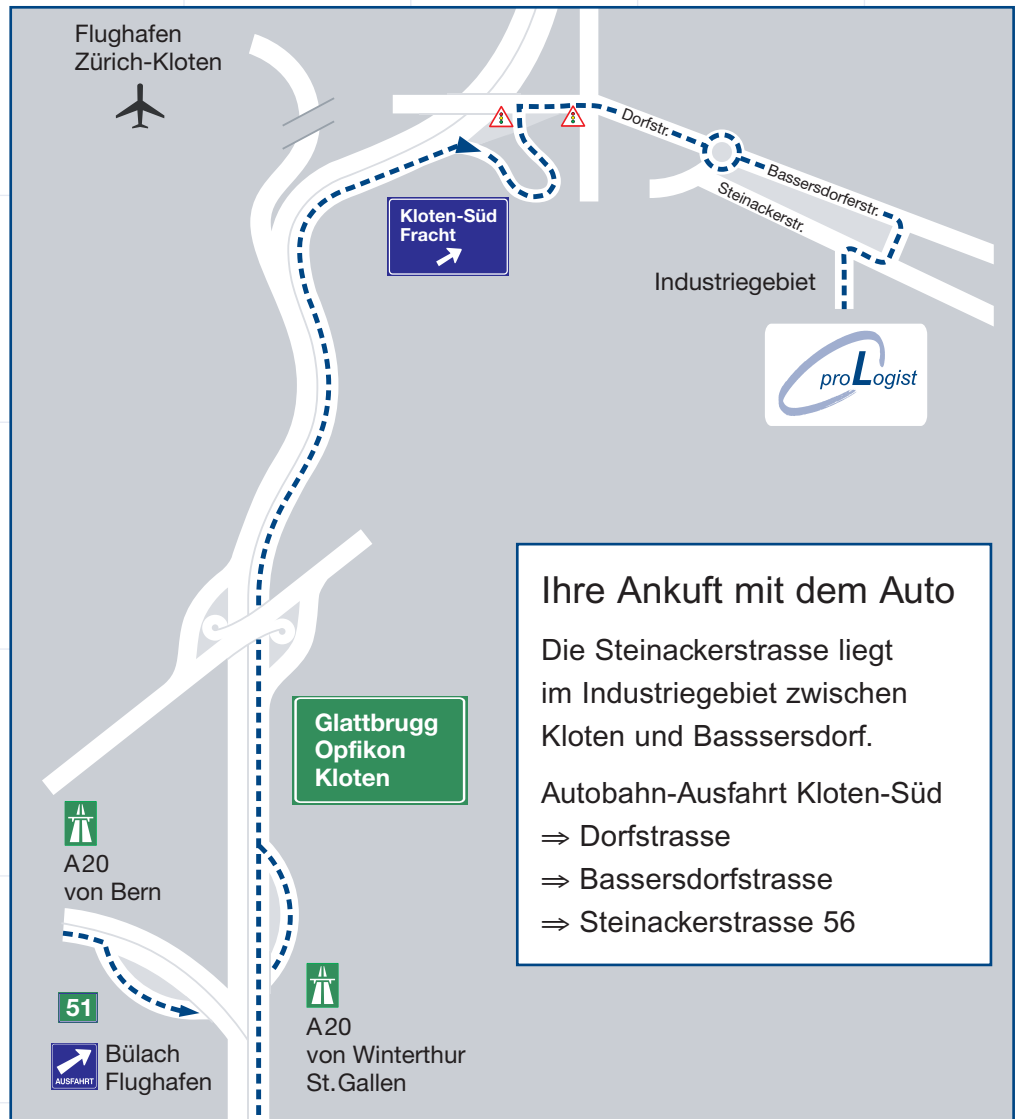 Flughafen
Zürich-Kloten
Dorfstr.
Bassersdorferstr.
Steinackerstr.
Kloten-Süd
Fracht
Industriegebiet
proLogist
Ihre Ankuft mit dem Auto
Die Steinackerstrasse liegt
im Industriegebiet zwischen
Kloten und Basssersdorf.
Autobahn-Ausfahrt Kloten-Süd
⇒ Dorfstrasse
⇒ Bassersdorfstrasse
⇒ Steinackerstrasse 56
Glattbrugg
Opfikon
Kloten
A20
von Bern
51
AUSFAHRT
Bülach
Flughafen
A20
von Winterthur
St.Gallen